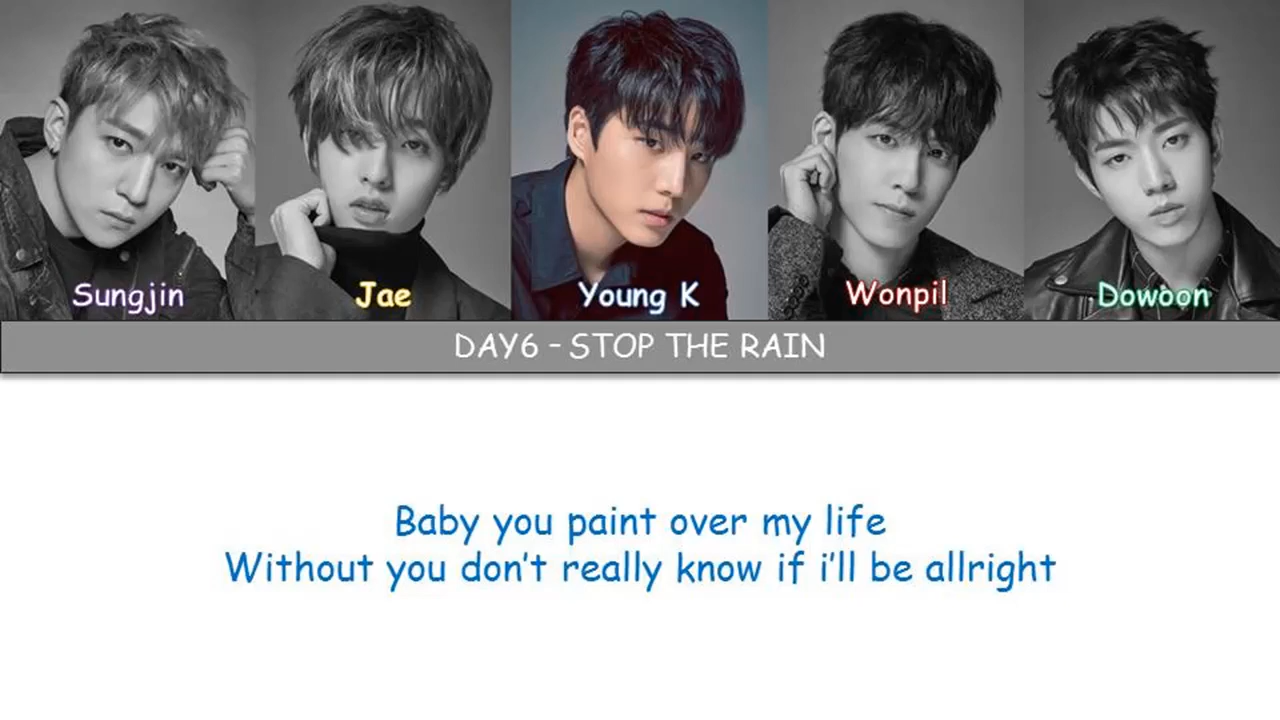 Sungjin
Jae
Young K
Wonpil
Dowoon
DAY6 - STOP THE RAIN
Baby you paint over my life
Without you don't really know if i'll be allright